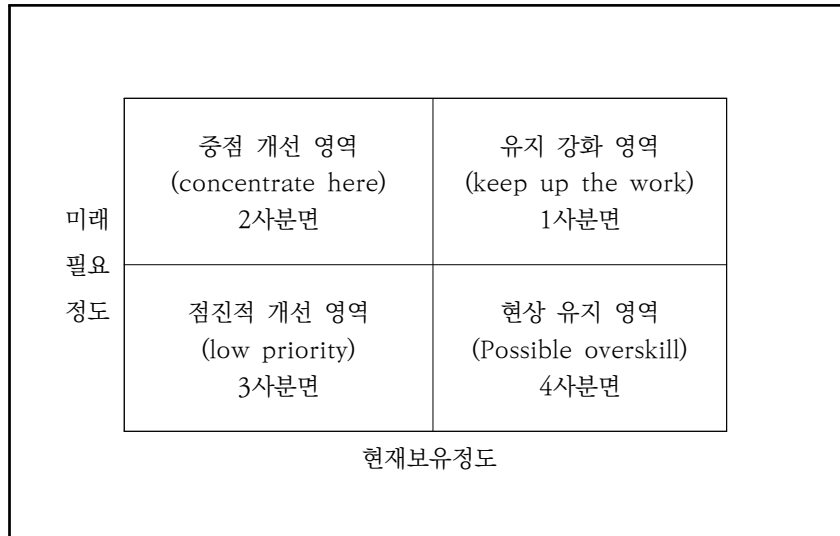 중점 개선 영역
(concentrate here)
2사분면
유지 강화 영역
(keep up the work)
1사분면
미래
필요
정도
점진적 개선 영역
(low priority)
3사분면
현상 유지 영역
(Possible overskill)
4사분면
현재보유정도